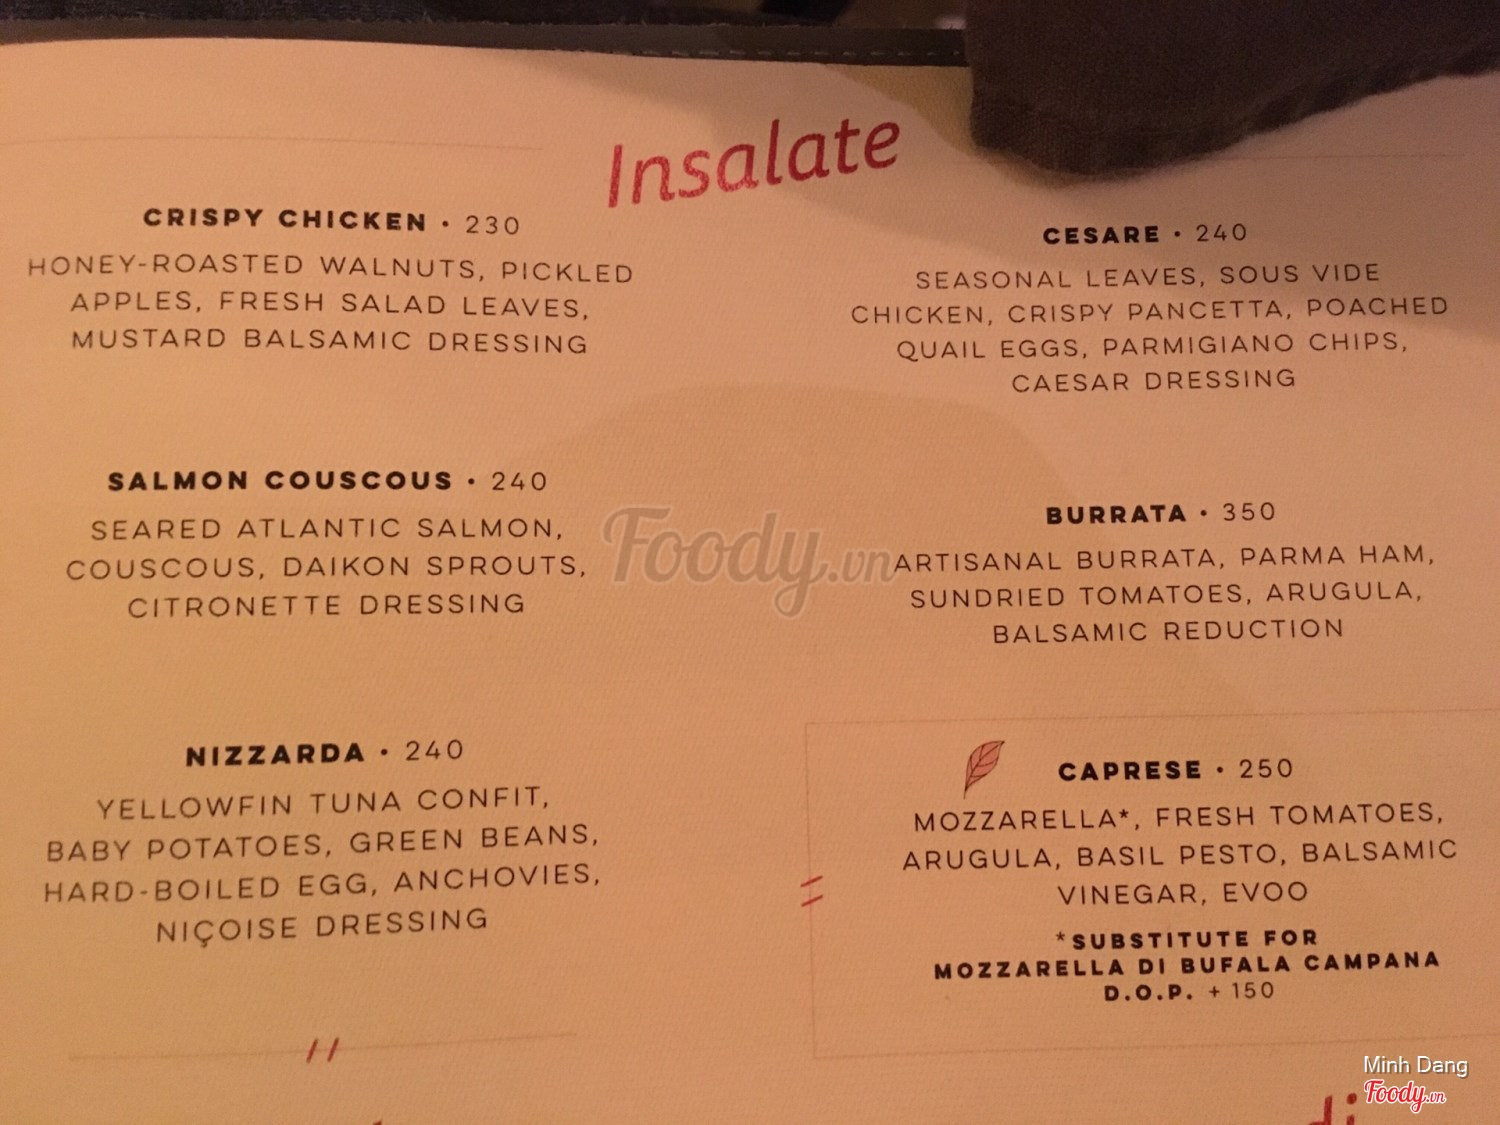 Insalate
CRISPY CHICKEN • 230
HONEY-ROASTED WALNUTS, PICKLED
APPLES, FRESH SALAD LEAVES,
MUSTARD BALSAMIC DRESSING
SALMON COUSCOUS • 240
SEARED ATLANTIC SALMON,
COUSCOUS, DAIKON SPROUTS,
CITRONETTE DRESSING
NIZZARDA • 240
YELLOWFIN TUNA CONFIT,
BABY POTATOES, GREEN BEANS,
HARD-BOILED EGG, ANCHOVIES,
NIÇOISE DRESSING
CESARE • 240
SEASONAL LEAVES, SOUS VIDE
CHICKEN, CRISPY PANCETTA, POACHED
QUAIL EGGS, PARMIGIANO CHIPS,
CAESAR DRESSING
BURRATA • 350
ARTISANAL BURRATA, PARMA HAM,
SUNDRIED TOMATOES, ARUGULA,
BALSAMIC REDUCTION
CAPRESE • 250
MOZZARELLA*, FRESH TOMATOES,
ARUGULA, BASIL PESTO, BALSAMIC
VINEGAR, EVOO
*SUBSTITUTE FOR
MOZZARELLA DI BUFALA CAMPANA
D.O.P. + 150
Foody.vn
Minh Dang
Foody.vn